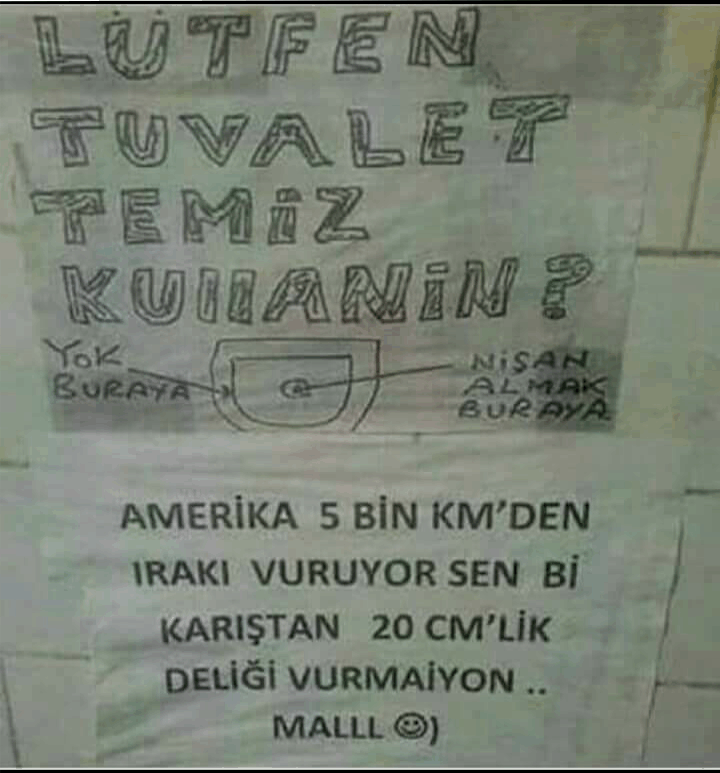 LÜTFEN
TUVALET
TEMİZ
KULLANİN?
YOK
BURAYA
NİŞAN
ALMAK
BURAYA
AMERİKA 5 BİN KM'DEN
IRAKI VURUYOR SEN Bİ
KARIŞTAN 20 CM'LİK
DELİĞİ VURMAİYON ..
MALLL ☺)